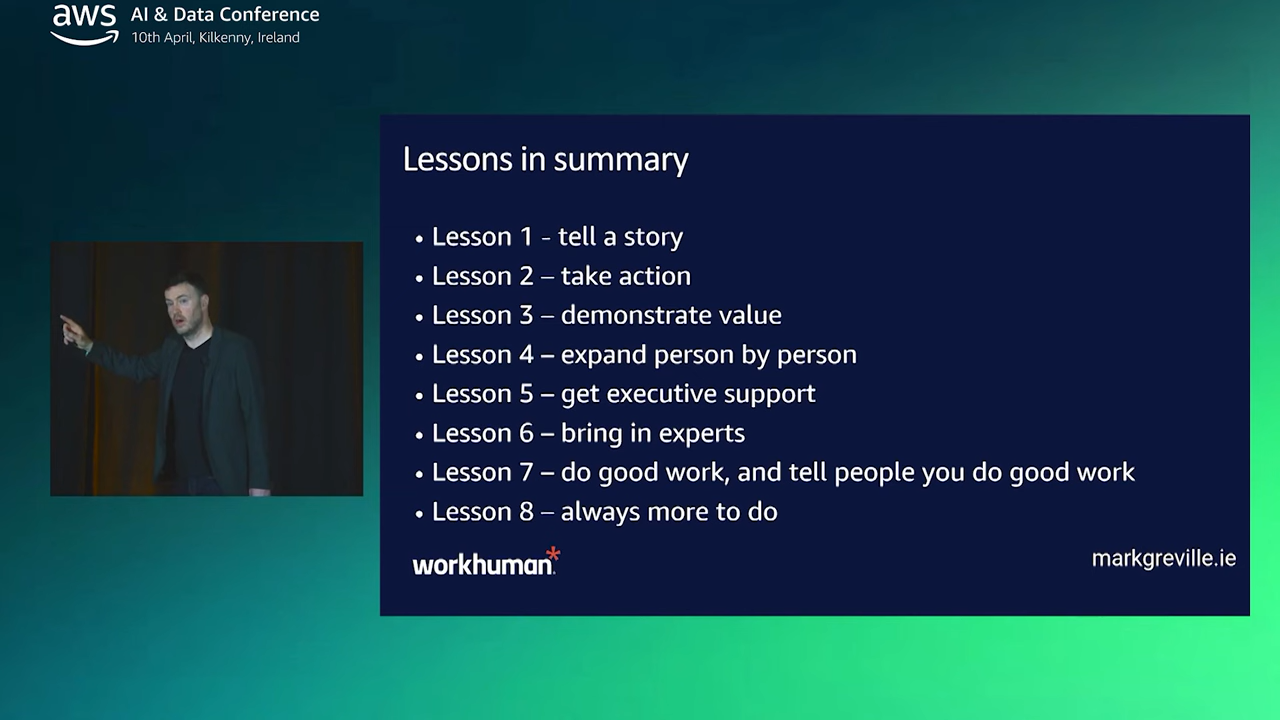 aws
AI & Data Conference
10th April, Kilkenny, Ireland
Lessons in summary
• Lesson 1 - tell a story
• Lesson 2 – take action
• Lesson 3 – demonstrate value
• Lesson 4 – expand person by person
• Lesson 5 – get executive support
• Lesson 6 – bring in experts
• Lesson 7 – do good work, and tell people you do good work
• Lesson 8 – always more to do
workhuman*
markgreville.ie